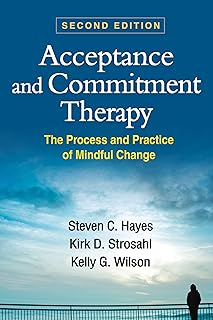 SECOND EDITION
Acceptance
and Commitment
Therapy
The Process and Practice
of Mindful Change
Steven C. Hayes
Kirk D. Strosahl
Kelly G. Wilson